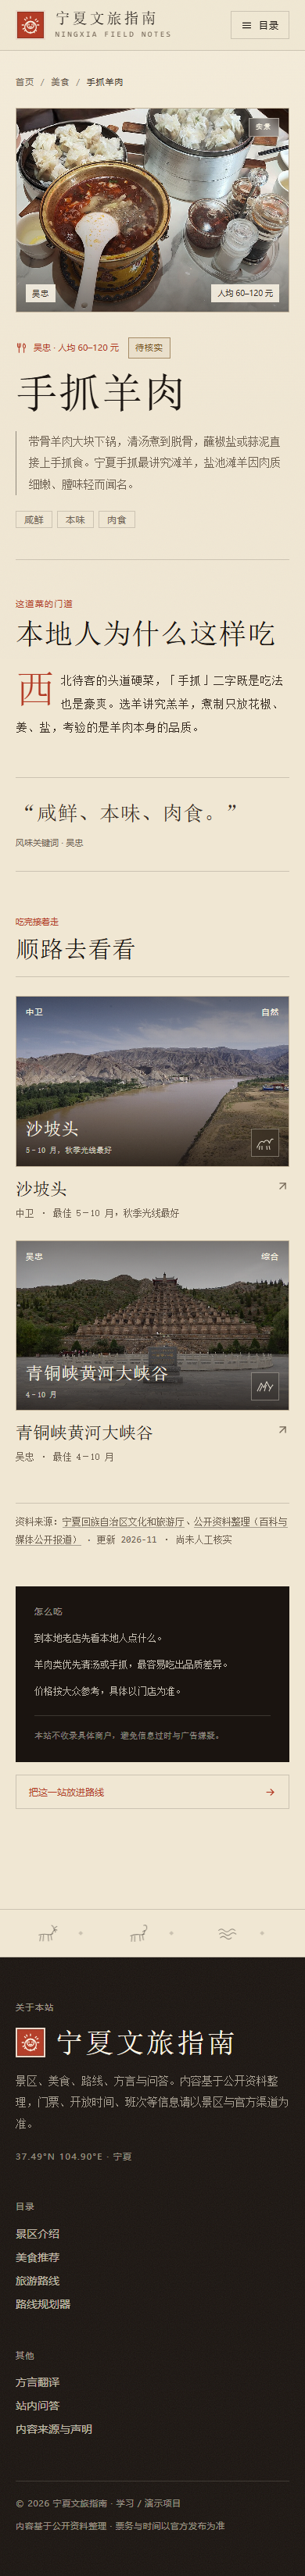 宁夏文旅指南
NINGXIA FIELD NOTES
目录
首页 / 美食 / 手抓羊肉
实景
吴忠
人均 60–120 元
吴忠 · 人均 60–120 元
待核实
手抓羊肉
带骨羊肉大块下锅，清汤煮到脱骨，蘸椒盐或蒜泥直
接上手抓食。宁夏手抓最讲究滩羊，盐池滩羊因肉质
细嫩、膻味轻而闻名。
咸鲜
本味
肉食
这道菜的门道
本地人为什么这样吃
西北待客的头道硬菜，「手抓」二字既是吃法
也是豪爽。选羊讲究羔羊，煮制只放花椒、
姜、盐，考验的是羊肉本身的品质。
“咸鲜、本味、肉食。”
风味关键词 · 吴忠
吃完接着走
顺路去看看
中卫
自然
沙坡头
5–10 月，秋季光线最好
沙坡头
中卫 · 最佳 5–10 月，秋季光线最好
吴忠
综合
青铜峡黄河大峡谷
4–10 月
青铜峡黄河大峡谷
吴忠 · 最佳 4–10 月
资料来源：宁夏回族自治区文化和旅游厅、公开资料整理（百科与
媒体公开报道） · 更新 2026-11 · 尚未人工核实
怎么吃
到本地老店先看本地人点什么。
羊肉类优先清汤或手抓，最容易吃出品质差异。
价格按大众参考，具体以门店为准。
本站不收录具体商户，避免信息过时与广告嫌疑。
把这一站放进路线
关于本站
宁夏文旅指南
景区、美食、路线、方言与问答。内容基于公开资料整
理，门票、开放时间、班次等信息请以景区与官方渠道为
准。
37.49°N 104.90°E · 宁夏
目录
景区介绍
美食推荐
旅游路线
路线规划器
其他
方言翻译
站内问答
内容来源与声明
© 2026 宁夏文旅指南 · 学习 / 演示项目
内容基于公开资料整理 · 票务与时间以官方发布为准